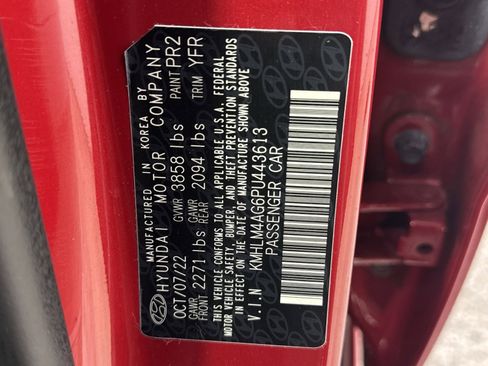 MANUFACTURED IN KOREA BY
HYUNDAI MOTOR COMPANY
OCT/07/22 GVWR 3858 lbs PAINT PR2
GAWR FRONT 2271 lbs GAWR REAR 2094 lbs TRIM YFR
THIS VEHICLE CONFORMS TO ALL APPLICABLE U.S.A. FEDERAL
MOTOR VEHICLE SAFETY, BUMPER, AND THEFT PREVENTION STANDARDS
IN EFFECT ON THE DATE OF MANUFACTURE SHOWN ABOVE.
V.I.N KMHLM4AG6PU443613
PASSENGER CAR